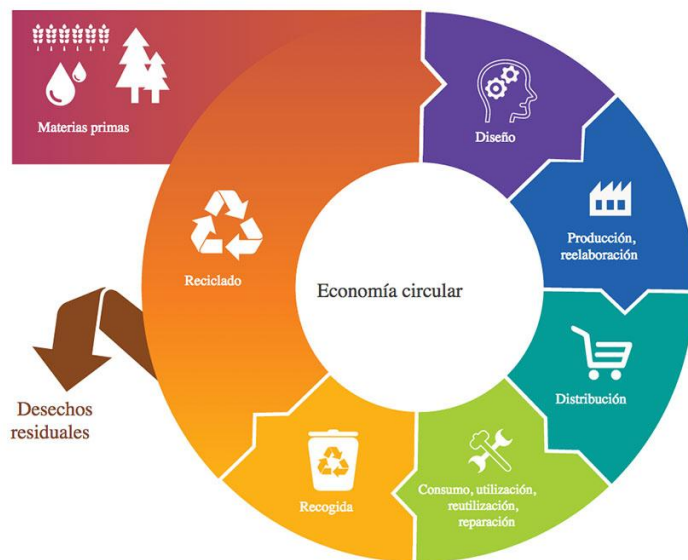 Materias primas
Diseño
Producción,
reelaboración
Reciclado
Economía circular
Distribución
Desechos
residuales
Consumo, utilización,
reutilización,
reparación
Recogida